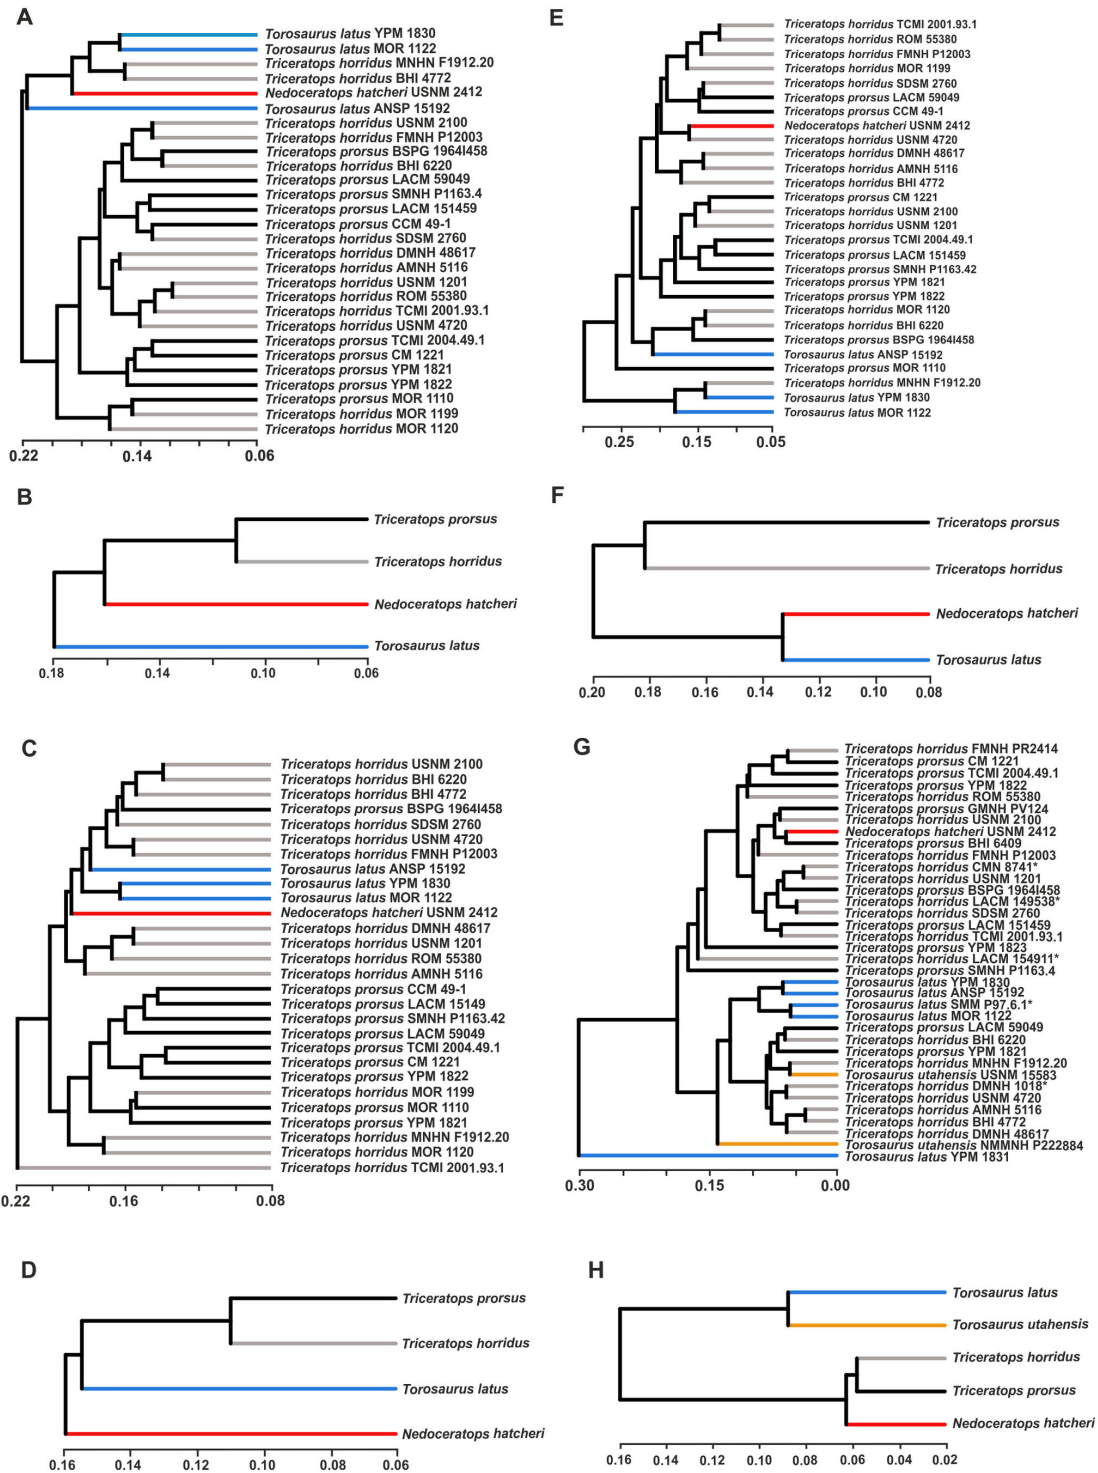 A
Torosaurus latus YPM 1830
Torosaurus latus MOR 1122
Triceratops horridus MNHN F1912.20
Triceratops horridus BHI 4772
Nedoceratops hatcheri USNM 2412
Torosaurus latus ANSP 15192
Triceratops horridus USNM 2100
Triceratops horridus FMNH P12003
Triceratops prorsus BSPG 1964I458
Triceratops horridus BHI 6220
Triceratops prorsus LACM 59049
Triceratops prorsus SMNH P1163.4
Triceratops prorsus LACM 151459
Triceratops prorsus CCM 49-1
Triceratops horridus SDSM 2760
Triceratops horridus DMNH 48617
Triceratops horridus AMNH 5116
Triceratops horridus USNM 1201
Triceratops horridus ROM 55380
Triceratops horridus TCMI 2001.93.1
Triceratops horridus USNM 4720
Triceratops prorsus TCMI 2004.49.1
Triceratops prorsus CM 1221
Triceratops prorsus YPM 1821
Triceratops prorsus YPM 1822
Triceratops prorsus MOR 1110
Triceratops horridus MOR 1199
Triceratops horridus MOR 1120
0.22 0.14 0.06
B
Triceratops prorsus
Triceratops horridus
Nedoceratops hatcheri
Torosaurus latus
0.18 0.14 0.10 0.06
C
Triceratops horridus USNM 2100
Triceratops horridus BHI 6220
Triceratops horridus BHI 4772
Triceratops prorsus BSPG 1964I458
Triceratops horridus SDSM 2760
Triceratops horridus USNM 4720
Triceratops horridus FMNH P12003
Torosaurus latus ANSP 15192
Torosaurus latus YPM 1830
Torosaurus latus MOR 1122
Nedoceratops hatcheri USNM 2412
Triceratops horridus DMNH 48617
Triceratops horridus USNM 1201
Triceratops horridus ROM 55380
Triceratops horridus AMNH 5116
Triceratops prorsus CCM 49-1
Triceratops prorsus LACM 15149
Triceratops prorsus SMNH P1163.42
Triceratops prorsus LACM 59049
Triceratops prorsus TCMI 2004.49.1
Triceratops prorsus CM 1221
Triceratops prorsus YPM 1822
Triceratops horridus MOR 1199
Triceratops prorsus MOR 1110
Triceratops prorsus YPM 1821
Triceratops horridus MNHN F1912.20
Triceratops horridus MOR 1120
Triceratops horridus TCMI 2001.93.1
0.22 0.16 0.08
D
Triceratops prorsus
Triceratops horridus
Torosaurus latus
Nedoceratops hatcheri
0.16 0.14 0.12 0.10 0.08 0.06
E
Triceratops horridus TCMI 2001.93.1
Triceratops horridus ROM 55380
Triceratops horridus FMNH P12003
Triceratops horridus MOR 1199
Triceratops horridus SDSM 2760
Triceratops prorsus LACM 59049
Triceratops prorsus CCM 49-1
Nedoceratops hatcheri USNM 2412
Triceratops horridus USNM 4720
Triceratops horridus DMNH 48617
Triceratops horridus AMNH 5116
Triceratops horridus BHI 4772
Triceratops prorsus CM 1221
Triceratops horridus USNM 2100
Triceratops horridus USNM 1201
Triceratops prorsus TCMI 2004.49.1
Triceratops prorsus LACM 151459
Triceratops prorsus SMNH P1163.42
Triceratops prorsus YPM 1821
Triceratops prorsus YPM 1822
Triceratops horridus MOR 1120
Triceratops horridus BHI 6220
Triceratops prorsus BSPG 1964I458
Torosaurus latus ANSP 15192
Triceratops prorsus MOR 1110
Triceratops horridus MNHN F1912.20
Torosaurus latus YPM 1830
Torosaurus latus MOR 1122
0.25 0.15 0.05
F
Triceratops prorsus
Triceratops horridus
Nedoceratops hatcheri
Torosaurus latus
0.20 0.18 0.16 0.14 0.12 0.10 0.08
G
Triceratops horridus FMNH PR2414
Triceratops prorsus CM 1221
Triceratops prorsus TCMI 2004.49.1
Triceratops prorsus YPM 1822
Triceratops horridus ROM 55380
Triceratops prorsus GMNH PV124
Triceratops horridus USNM 2100
Nedoceratops hatcheri USNM 2412
Triceratops prorsus BHI 6409
Triceratops horridus FMNH P12003
Triceratops horridus CMN 8741*
Triceratops horridus USNM 1201
Triceratops prorsus BSPG 1964I458
Triceratops horridus LACM 149538*
Triceratops horridus SDSM 2760
Triceratops prorsus LACM 151459
Triceratops horridus TCMI 2001.93.1
Triceratops prorsus YPM 1823
Triceratops horridus LACM 154911*
Triceratops prorsus SMNH P1163.4
Torosaurus latus YPM 1830
Torosaurus latus ANSP 15192
Torosaurus latus SMM P97.6.1*
Torosaurus latus MOR 1122
Triceratops prorsus LACM 59049
Triceratops horridus BHI 6220
Triceratops prorsus YPM 1821
Triceratops horridus MNHN F1912.20
Torosaurus utahensis USNM 15583
Triceratops horridus DMNH 1018*
Triceratops horridus USNM 4720
Triceratops horridus AMNH 5116
Triceratops horridus BHI 4772
Triceratops horridus DMNH 48617
Torosaurus utahensis NMMNH P222884
Torosaurus latus YPM 1831
0.30 0.15 0.00
H
Torosaurus latus
Torosaurus utahensis
Triceratops horridus
Triceratops prorsus
Nedoceratops hatcheri
0.16 0.14 0.12 0.10 0.08 0.06 0.04 0.02